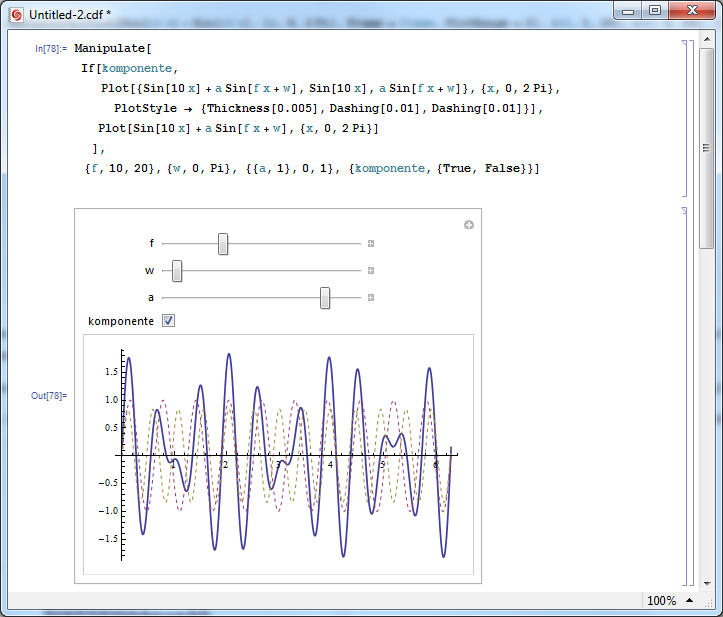 Untitled-2.cdf *
In[78]:= Manipulate[
If[komponente,
Plot[{Sin[10 x] + a Sin[f x + w], Sin[10 x], a Sin[f x + w]}, {x, 0, 2 Pi},
PlotStyle → {Thickness[0.005], Dashing[0.01], Dashing[0.01]}],
Plot[Sin[10 x] + a Sin[f x + w], {x, 0, 2 Pi}]
],
{f, 10, 20}, {w, 0, Pi}, {{a, 1}, 0, 1}, {komponente, {True, False}}]
f
w
a
komponente
Out[78]=
1.5
1.0
0.5
1 2 3 4 5 6
-0.5
-1.0
-1.5
100%